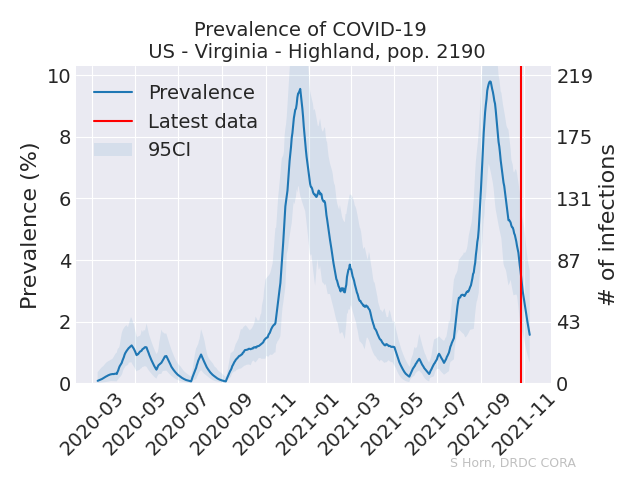 Prevalence of COVID-19
US - Virginia - Highland, pop. 2190
Prevalence
Latest data
95CI
Prevalence (%)
10
8
6
4
2
0
219
175
131
87
43
0
# of infections
2020-03
2020-05
2020-07
2020-09
2020-11
2021-01
2021-03
2021-05
2021-07
2021-09
2021-11
S Horn, DRDC CORA